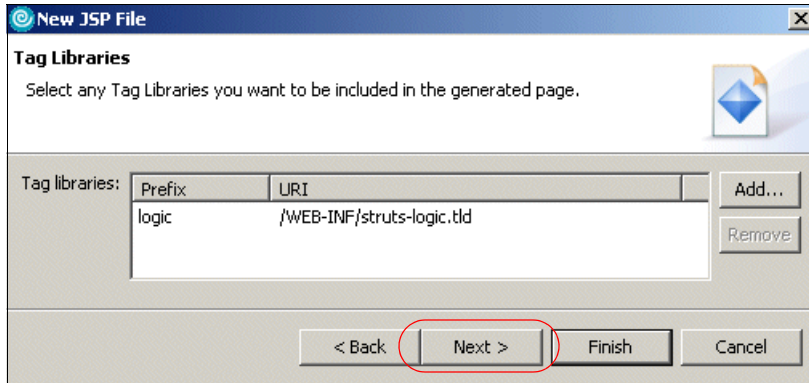 New JSP File
Tag Libraries
Select any Tag Libraries you want to be included in the generated page.
Tag libraries:
Prefix URI
logic /WEB-INF/struts-logic.tld
Add...
Remove
< Back Next > Finish Cancel